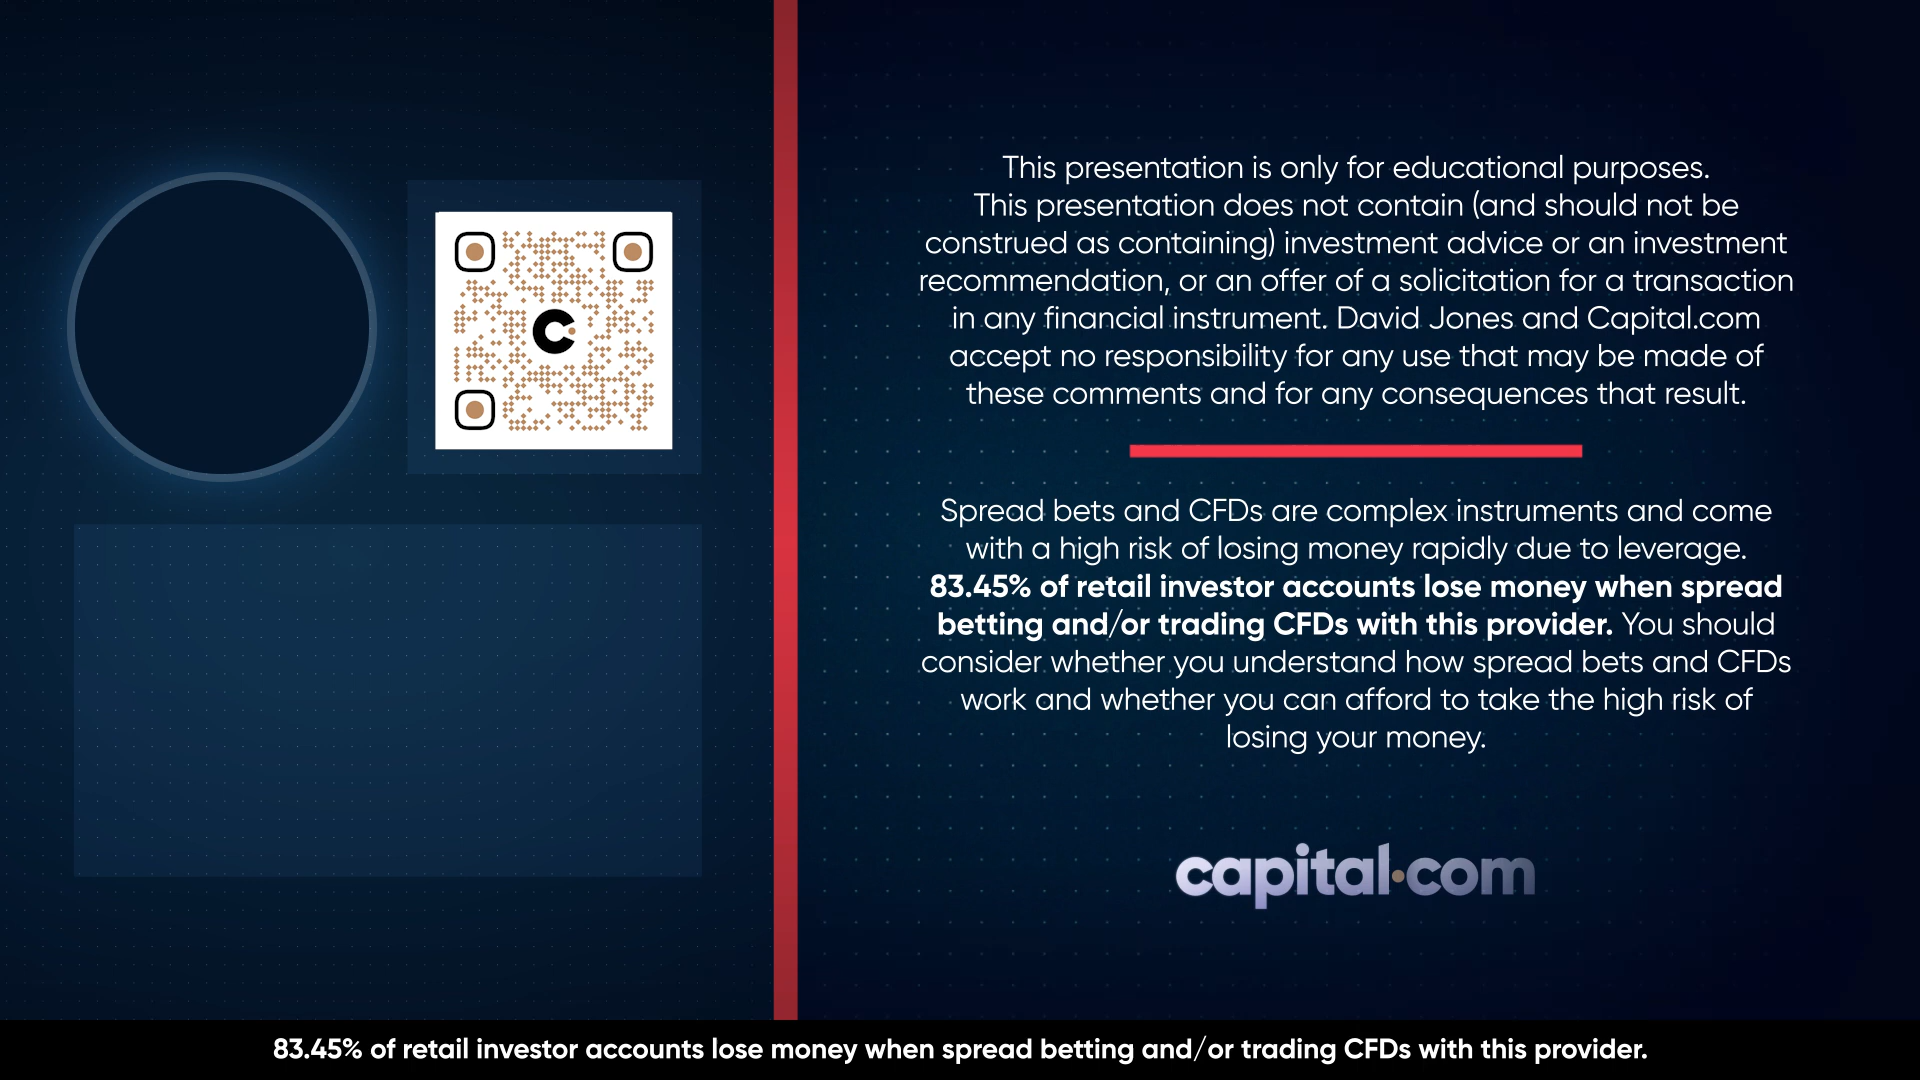 This presentation is only for educational purposes.
This presentation does not contain (and should not be
construed as containing) investment advice or an investment
recommendation, or an offer of a solicitation for a transaction
in any financial instrument. David Jones and Capital.com
accept no responsibility for any use that may be made of
these comments and for any consequences that result.
Spread bets and CFDs are complex instruments and come
with a high risk of losing money rapidly due to leverage.
83.45% of retail investor accounts lose money when spread
betting and/or trading CFDs with this provider. You should
consider whether you understand how spread bets and CFDs
work and whether you can afford to take the high risk of
losing your money.
capital.com
83.45% of retail investor accounts lose money when spread betting and/or trading CFDs with this provider.